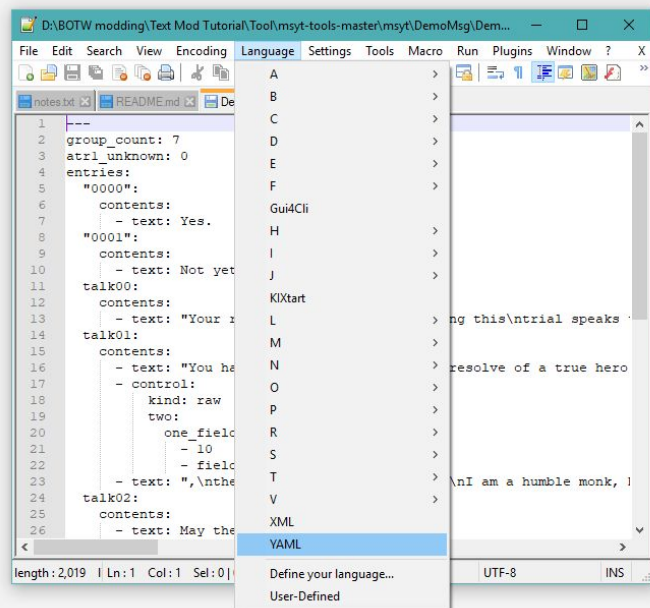 D:\BOTW modding\Text Mod Tutorial\Tool\msyt-tools-master\msyt\DemoMsg\Dem...
File Edit Search View Encoding Language Settings Tools Macro Run Plugins Window ? X
notes.txt README.md De
1 ---
2 group_count: 7
3 atr1_unknown: 0
4 entries:
5 "0000":
6 contents:
7 - text: Yes.
8 "0001":
9 contents:
10 - text: Not yet
11 talk00:
12 contents:
13 - text: "Your ng this\ntrial speaks
14 talk01:
15 contents:
16 - text: "You ha resolve of a true hero
17 - control:
18 kind: raw
19 two:
20 one_field
21 - 10
22 - field
23 - text: ",\nthe \nI am a humble monk,
24 talk02:
25 contents:
26 - text: May the
A
B
C
D
E
F
Gui4Cli
H
I
J
KIXtart
L
M
N
O
P
R
S
T
V
XML
YAML
Define your language...
User-Defined
length : 2,019 Ln : 1 Col : 1 Sel : 0 UTF-8 INS